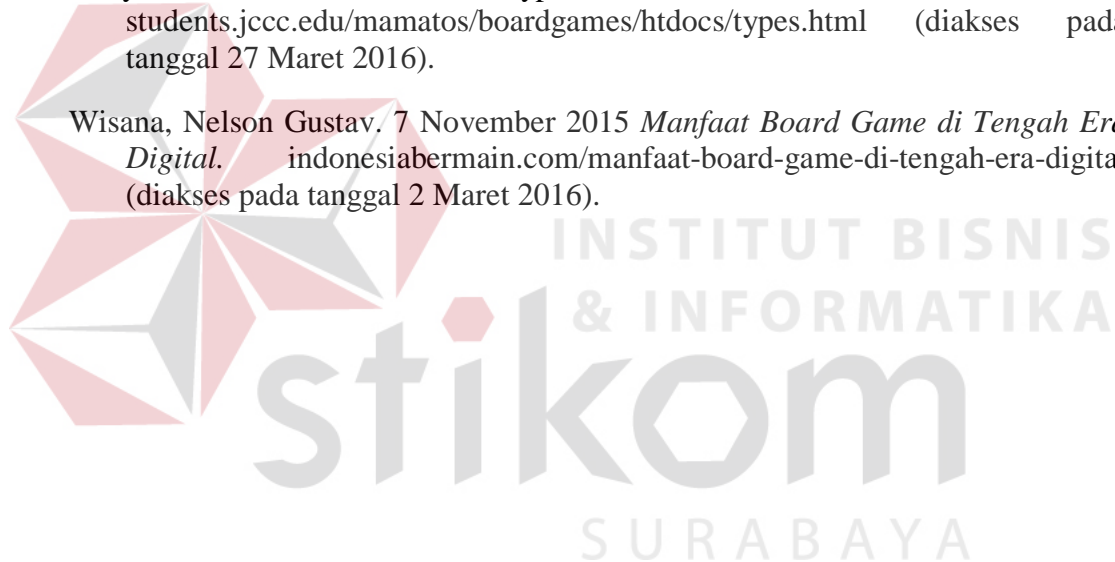 students.jccc.edu/mamatos/boardgames/htdocs/types.html (diakses pada
tanggal 27 Maret 2016).
Wisana, Nelson Gustav. 7 November 2015 Manfaat Board Game di Tengah Era
Digital. indonesiabermain.com/manfaat-board-game-di-tengah-era-digital
(diakses pada tanggal 2 Maret 2016).
INSTITUT BISNIS
& INFORMATIKA
stikom
SURABAYA